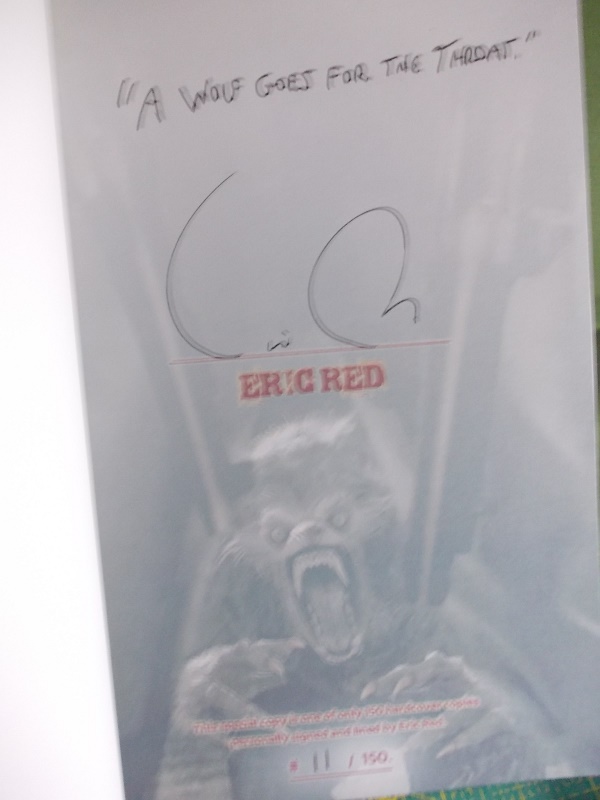 "A WOLF GOES FOR THE THROAT."
ERIC RED
This special copy is one of only 150 hardcover copies
personally signed and lined by Eric Red.
# 11 / 150.